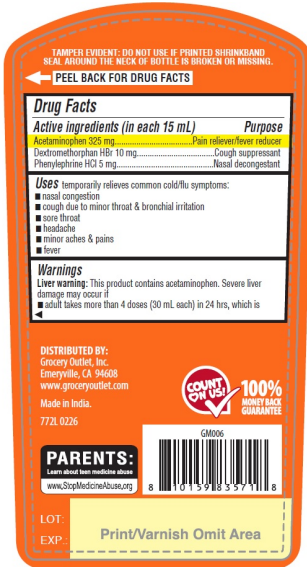 TAMPER EVIDENT: DO NOT USE IF PRINTED SHRINKBAND
SEAL AROUND THE NECK OF BOTTLE IS BROKEN OR MISSING.
PEEL BACK FOR DRUG FACTS
Drug Facts
Active ingredients (in each 15 mL) Purpose
Acetaminophen 325 mg.................................Pain reliever/fever reducer
Dextromethorphan HBr 10 mg................................Cough suppressant
Phenylephrine HCl 5 mg.......................................Nasal decongestant
Uses temporarily relieves common cold/flu symptoms:
■ nasal congestion
■ cough due to minor throat & bronchial irritation
■ sore throat
■ headache
■ minor aches & pains
■ fever
Warnings
Liver warning: This product contains acetaminophen. Severe liver
damage may occur if
■ adult takes more than 4 doses (30 mL each) in 24 hrs, which is
DISTRIBUTED BY:
Grocery Outlet, Inc.
Emeryville, CA 94608
www.groceryoutlet.com
Made in India.
772L 0226
COUNT
ON US!
100%
MONEY BACK
GUARANTEE
PARENTS:
Learn about teen medicine abuse
www.StopMedicineAbuse.org
GM006
8 10159 83571 8
LOT:
EXP.:
Print/Varnish Omit Area